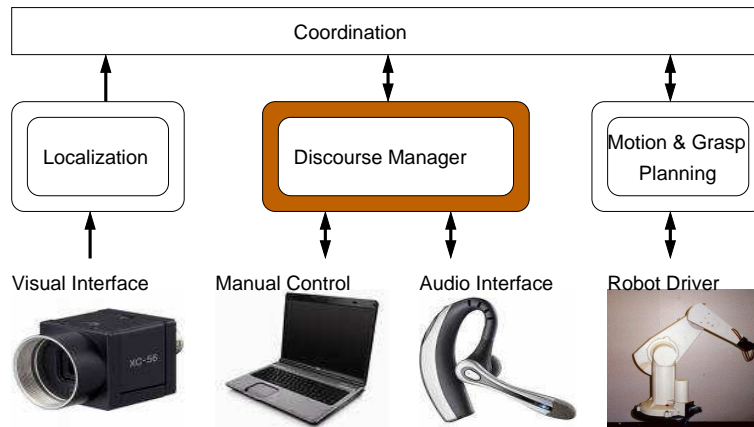 Coordination
Localization
Discourse Manager
Motion & Grasp
Planning
Visual Interface
Manual Control
Audio Interface
Robot Driver
XC-56